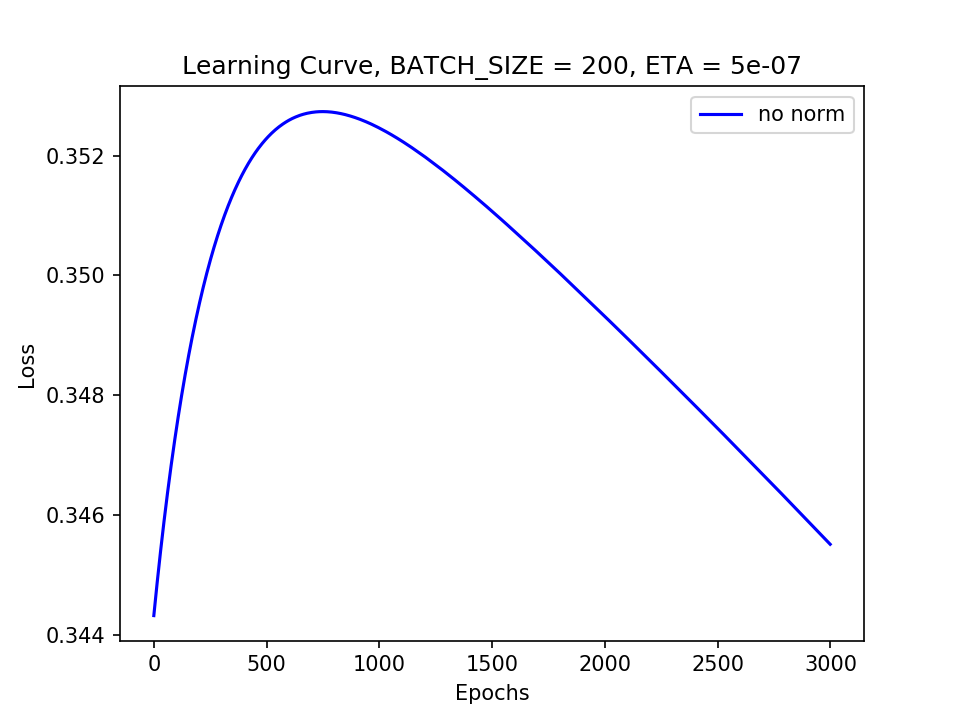 Learning Curve, BATCH_SIZE = 200, ETA = 5e-07
no norm
Loss
0.352
0.350
0.348
0.346
0.344
0 500 1000 1500 2000 2500 3000
Epochs